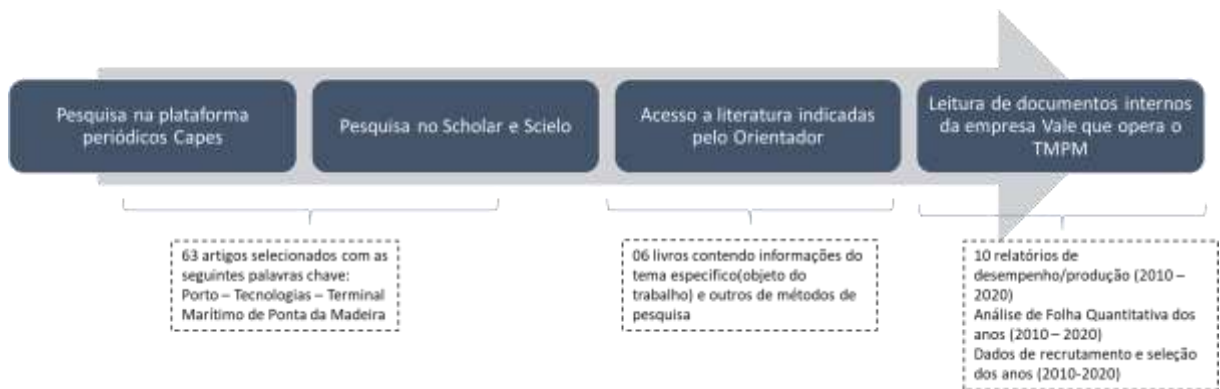 Pesquisa na plataforma
periódicos Capes
Pesquisa no Scholar e Scielo
Acesso a literatura indicadas
pelo Orientador
Leitura de documentos internos
da empresa Vale que opera o
TMPM
63 artigos selecionados com as
seguintes palavras chave:
Porto – Tecnologias – Terminal
Marítimo de Ponta da Madeira
06 livros contendo informações do
tema especifico(objeto do
trabalho) e outros de métodos de
pesquisa
10 relatórios de
desempenho/produção (2010 –
2020)
Análise de Folha Quantitativa dos
anos (2010 – 2020)
Dados de recrutamento e seleção
dos anos (2010-2020)